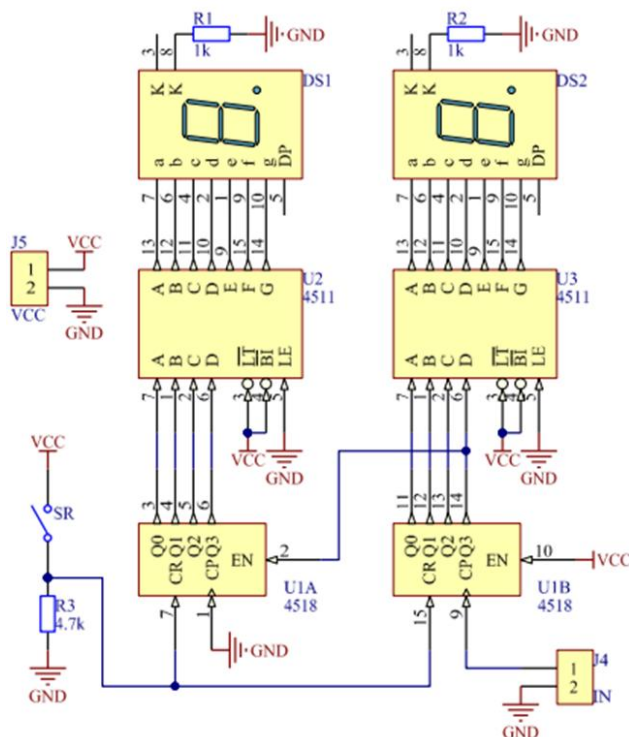 R1
1k
GND
3
8
K
K
DS1
a b c d e f g DP
7 6 4 2 1 9 10 5
13 12 11 10 9 15 14
A B C D E F G
U2
4511
A B C D LT BI LE
7 1 2 6 3 4 5
VCC
GND
3 4 5 6
Q0 Q1 Q2 Q3
CR CP
EN
2
U1A
4518
7 1
GND
R2
1k
GND
3
8
K
K
DS2
a b c d e f g DP
7 6 4 2 1 9 10 5
13 12 11 10 9 15 14
A B C D E F G
U3
4511
A B C D LT BI LE
7 1 2 6 3 4 5
VCC
GND
11 12 13 14
Q0 Q1 Q2 Q3
CR CP
EN
10
VCC
U1B
4518
15 9
J5
1
2
VCC
VCC
GND
VCC
SR
R3
4.7k
GND
J4
1
2
IN
GND